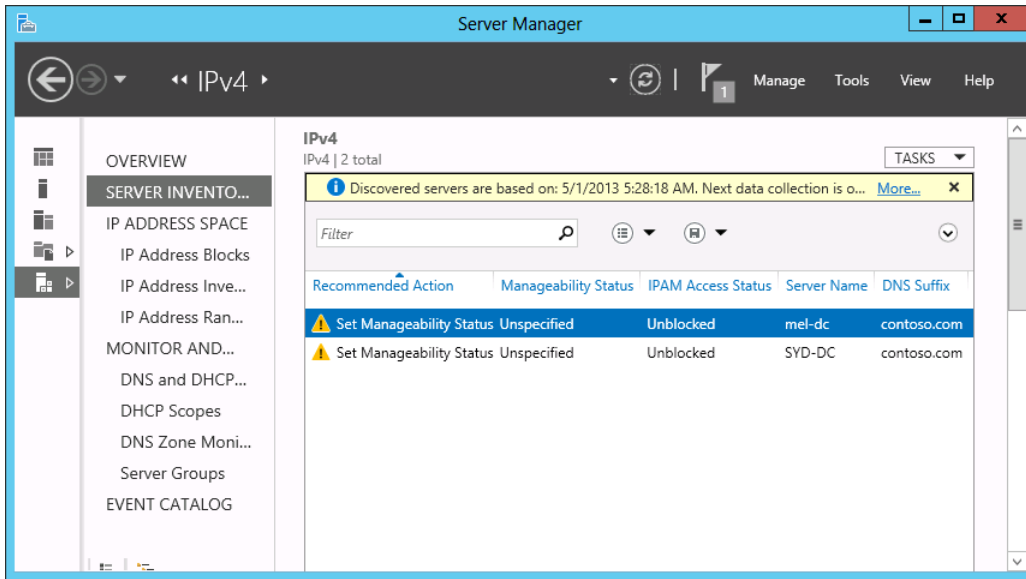 Server Manager
IPv4
1
Manage Tools View Help
OVERVIEW
SERVER INVENTO...
IP ADDRESS SPACE
IP Address Blocks
IP Address Inve...
IP Address Ran...
MONITOR AND...
DNS and DHCP...
DHCP Scopes
DNS Zone Moni...
Server Groups
EVENT CATALOG
IPv4
IPv4 | 2 total
TASKS
Discovered servers are based on: 5/1/2013 5:28:18 AM. Next data collection is o... More...
Filter
Recommended Action Manageability Status IPAM Access Status Server Name DNS Suffix
Set Manageability Status Unspecified Unblocked mel-dc contoso.com
Set Manageability Status Unspecified Unblocked SYD-DC contoso.com